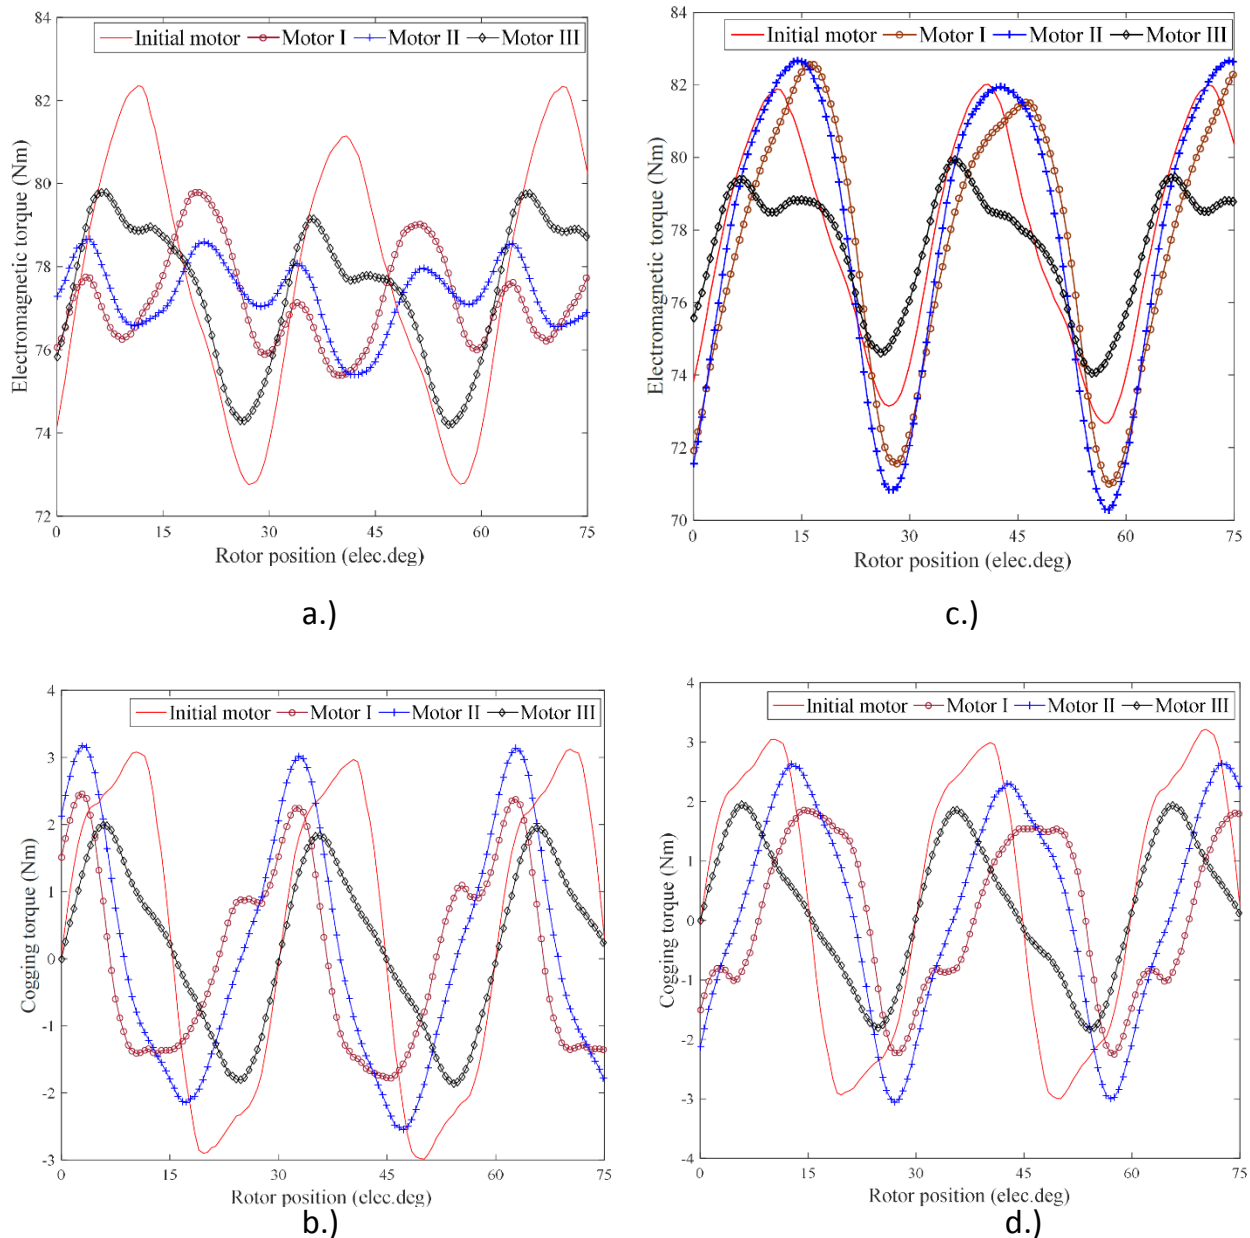 84
Initial motor Motor I Motor II Motor III
82
80
78
76
74
72
Electromagnetic torque (Nm)
0 15 30 45 60 75
Rotor position (elec.deg)
a.)
84
Initial motor Motor I Motor II Motor III
82
80
78
76
74
72
70
Electromagnetic torque (Nm)
0 15 30 45 60 75
Rotor position (elec.deg)
c.)
4
Initial motor Motor I Motor II Motor III
3
2
1
0
-1
-2
-3
Cogging torque (Nm)
0 15 30 45 60 75
Rotor position (elec.deg)
b.)
4
Initial motor Motor I Motor II Motor III
3
2
1
0
-1
-2
-3
-4
Cogging torque (Nm)
0 15 30 45 60 75
Rotor position (elec.deg)
d.)